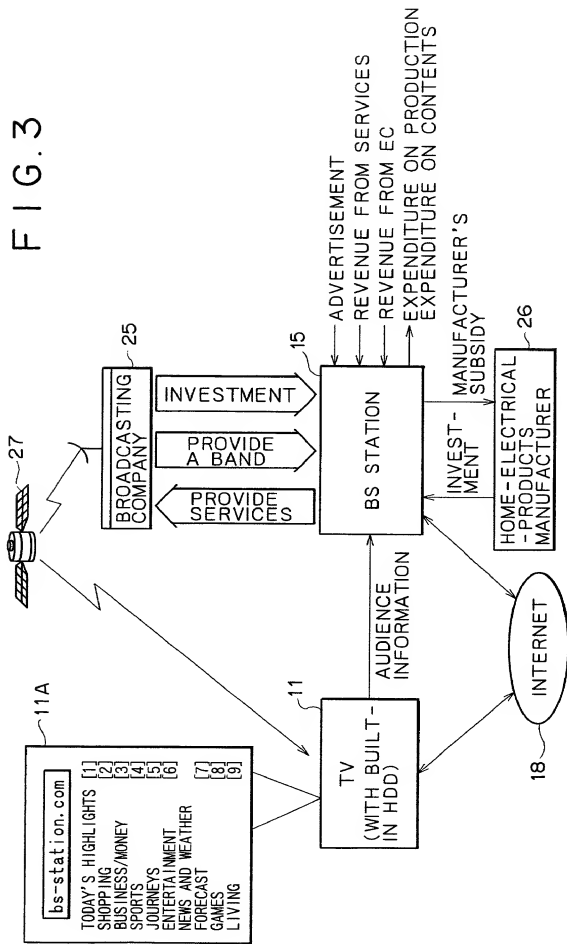 FIG. 3
27
11A
bs-station.com
TODAY'S HIGHLIGHTS [1]
SHOPPING [2]
BUSINESS/MONEY [3]
SPORTS [4]
JOURNEYS [5]
ENTERTAINMENT [6]
NEWS AND WEATHER
FORECAST [7]
GAMES [8]
LIVING [9]
25
BROADCASTING
COMPANY
PROVIDE
SERVICES
PROVIDE
A BAND
INVESTMENT
11
TV
(WITH BUILT-
IN HDD)
AUDIENCE
INFORMATION
15
BS STATION
ADVERTISEMENT
REVENUE FROM SERVICES
REVENUE FROM EC
EXPENDITURE ON PRODUCTION
EXPENDITURE ON CONTENTS
INVEST-
MENT
MANUFACTURER'S
SUBSIDY
26
HOME-ELECTRICAL
-PRODUCTS
MANUFACTURER
INTERNET
18